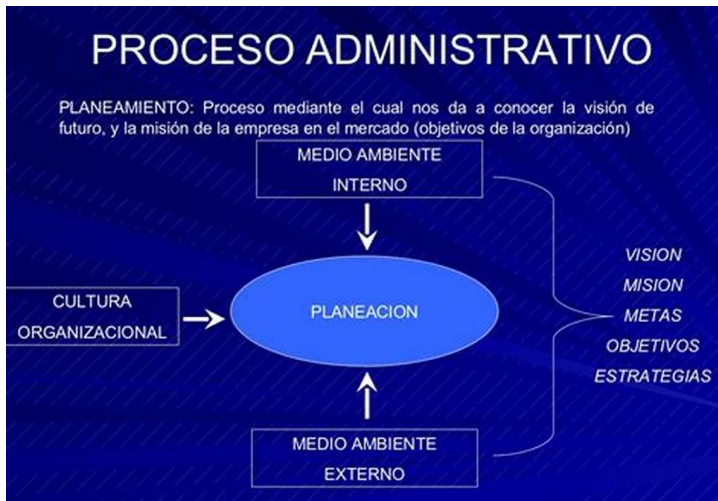 PROCESO ADMINISTRATIVO
PLANEAMIENTO: Proceso mediante el cual nos da a conocer la visión de
futuro, y la misión de la empresa en el mercado (objetivos de la organización)
MEDIO AMBIENTE
INTERNO
CULTURA
ORGANIZACIONAL
PLANEACION
VISION
MISION
METAS
OBJETIVOS
ESTRATEGIAS
MEDIO AMBIENTE
EXTERNO